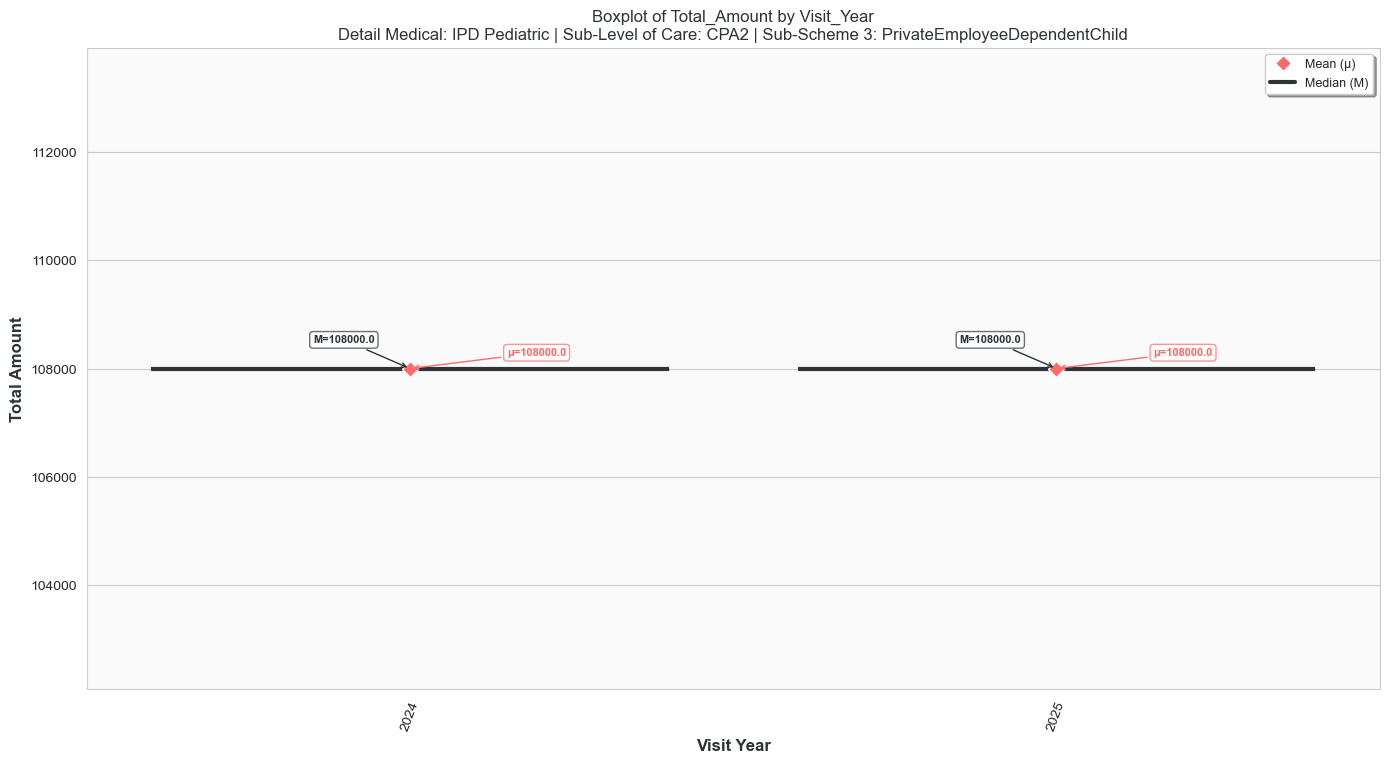 Boxplot of Total_Amount by Visit_Year
Detail Medical: IPD Pediatric | Sub-Level of Care: CPA2 | Sub-Scheme 3: PrivateEmployeeDependentChild
Mean (μ)
Median (M)
112000
110000
108000
106000
104000
Total Amount
M=108000.0
μ=108000.0
M=108000.0
μ=108000.0
2024
2025
Visit Year